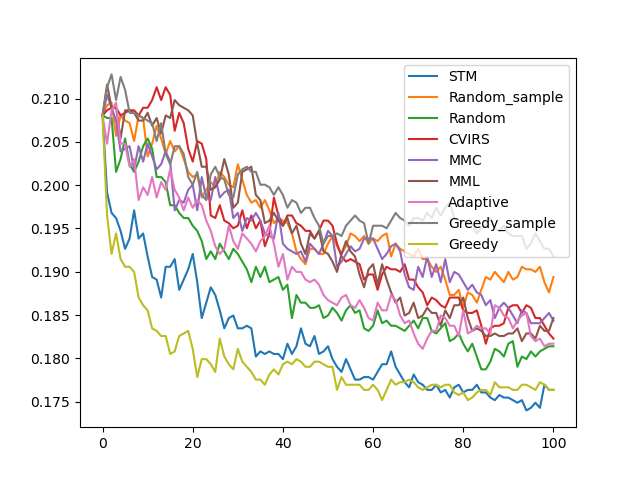 0.210
0.205
0.200
0.195
0.190
0.185
0.180
0.175
0
20
40
60
80
100
STM
Random_sample
Random
CVIRS
MMC
MML
Adaptive
Greedy_sample
Greedy